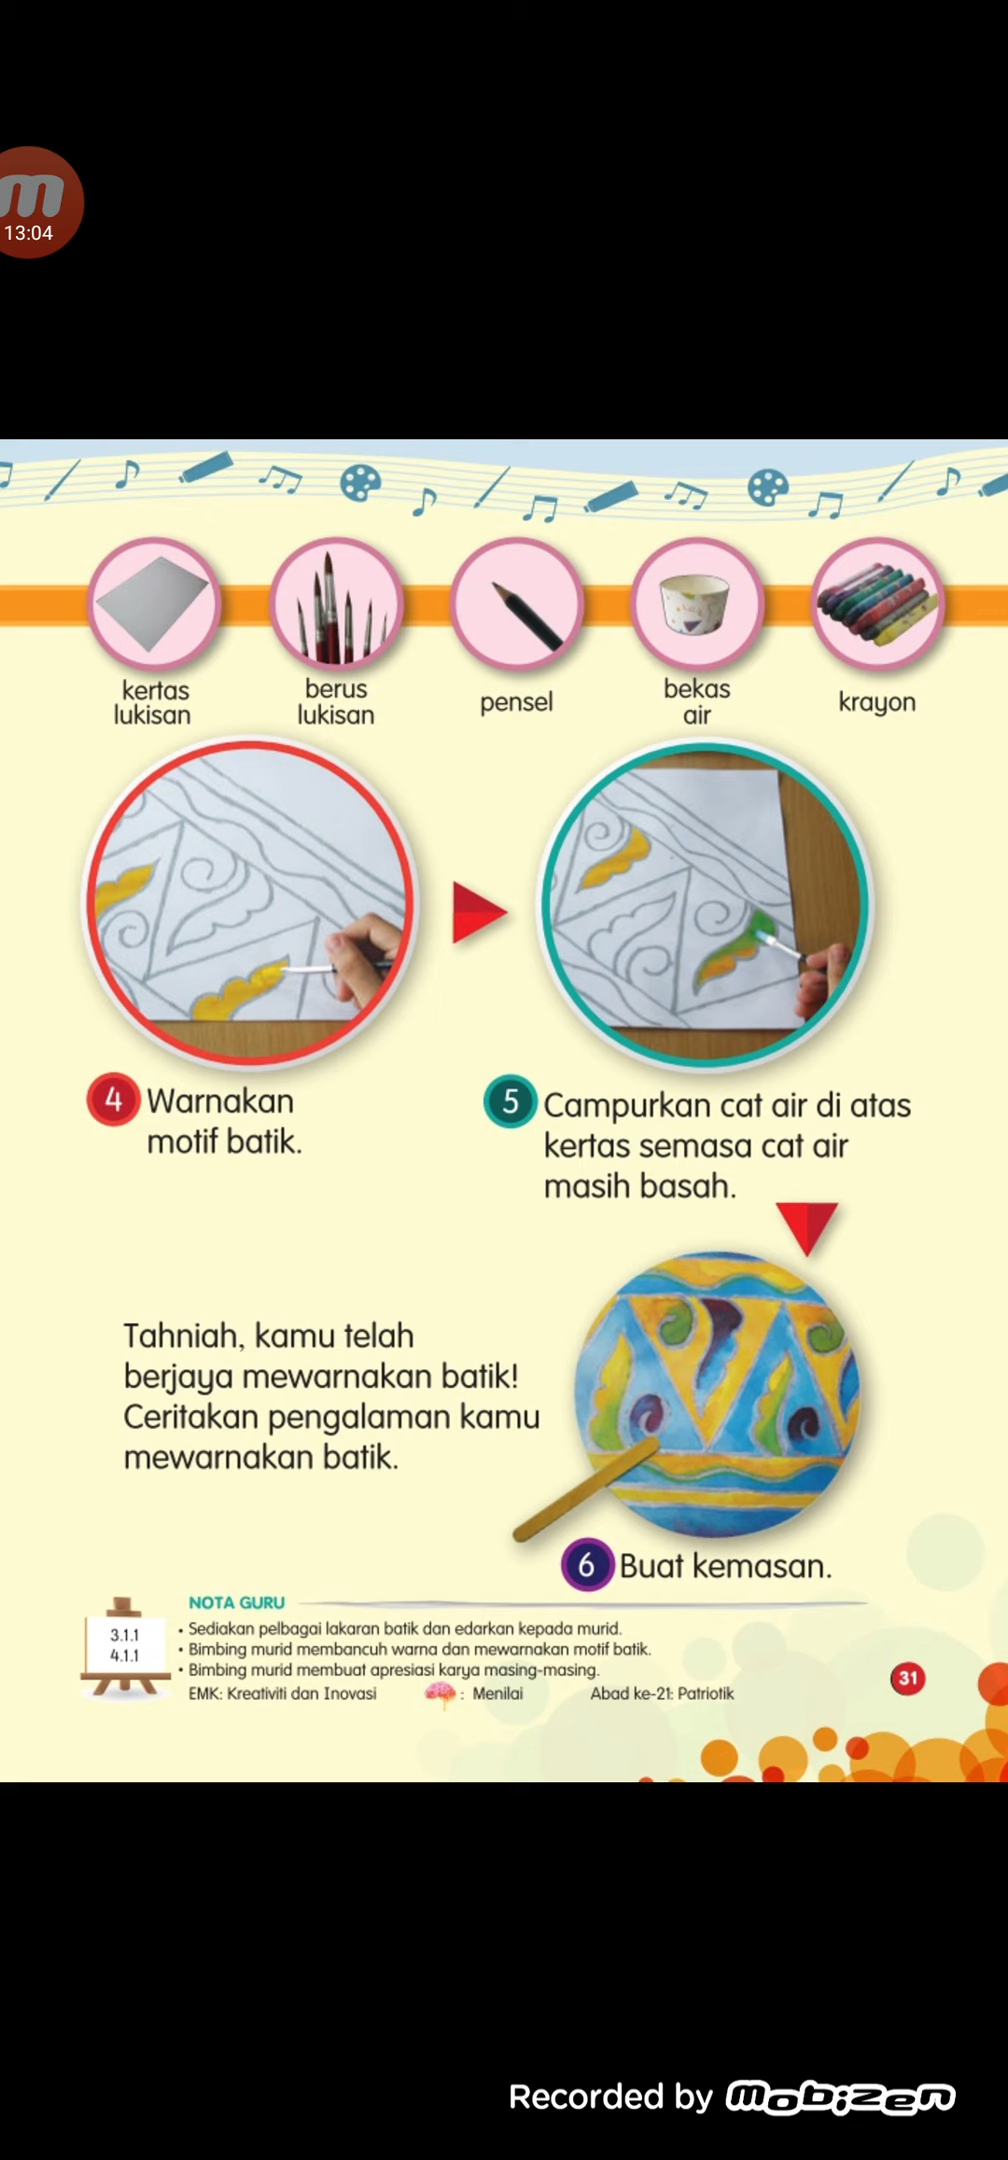 m
13:04
kertas
lukisan
berus
lukisan
pensel
bekas
air
krayon
4 Warnakan
motif batik.
5 Campurkan cat air di atas
kertas semasa cat air
masih basah.
Tahniah, kamu telah
berjaya mewarnakan batik!
Ceritakan pengalaman kamu
mewarnakan batik.
6 Buat kemasan.
NOTA GURU
3.1.1
4.1.1
• Sediakan pelbagai lakaran batik dan edarkan kepada murid.
• Bimbing murid membancuh warna dan mewarnakan motif batik.
• Bimbing murid membuat apresiasi karya masing-masing.
EMK: Kreativiti dan Inovasi : Menilai Abad ke-21: Patriotik
31
Recorded by mobizen